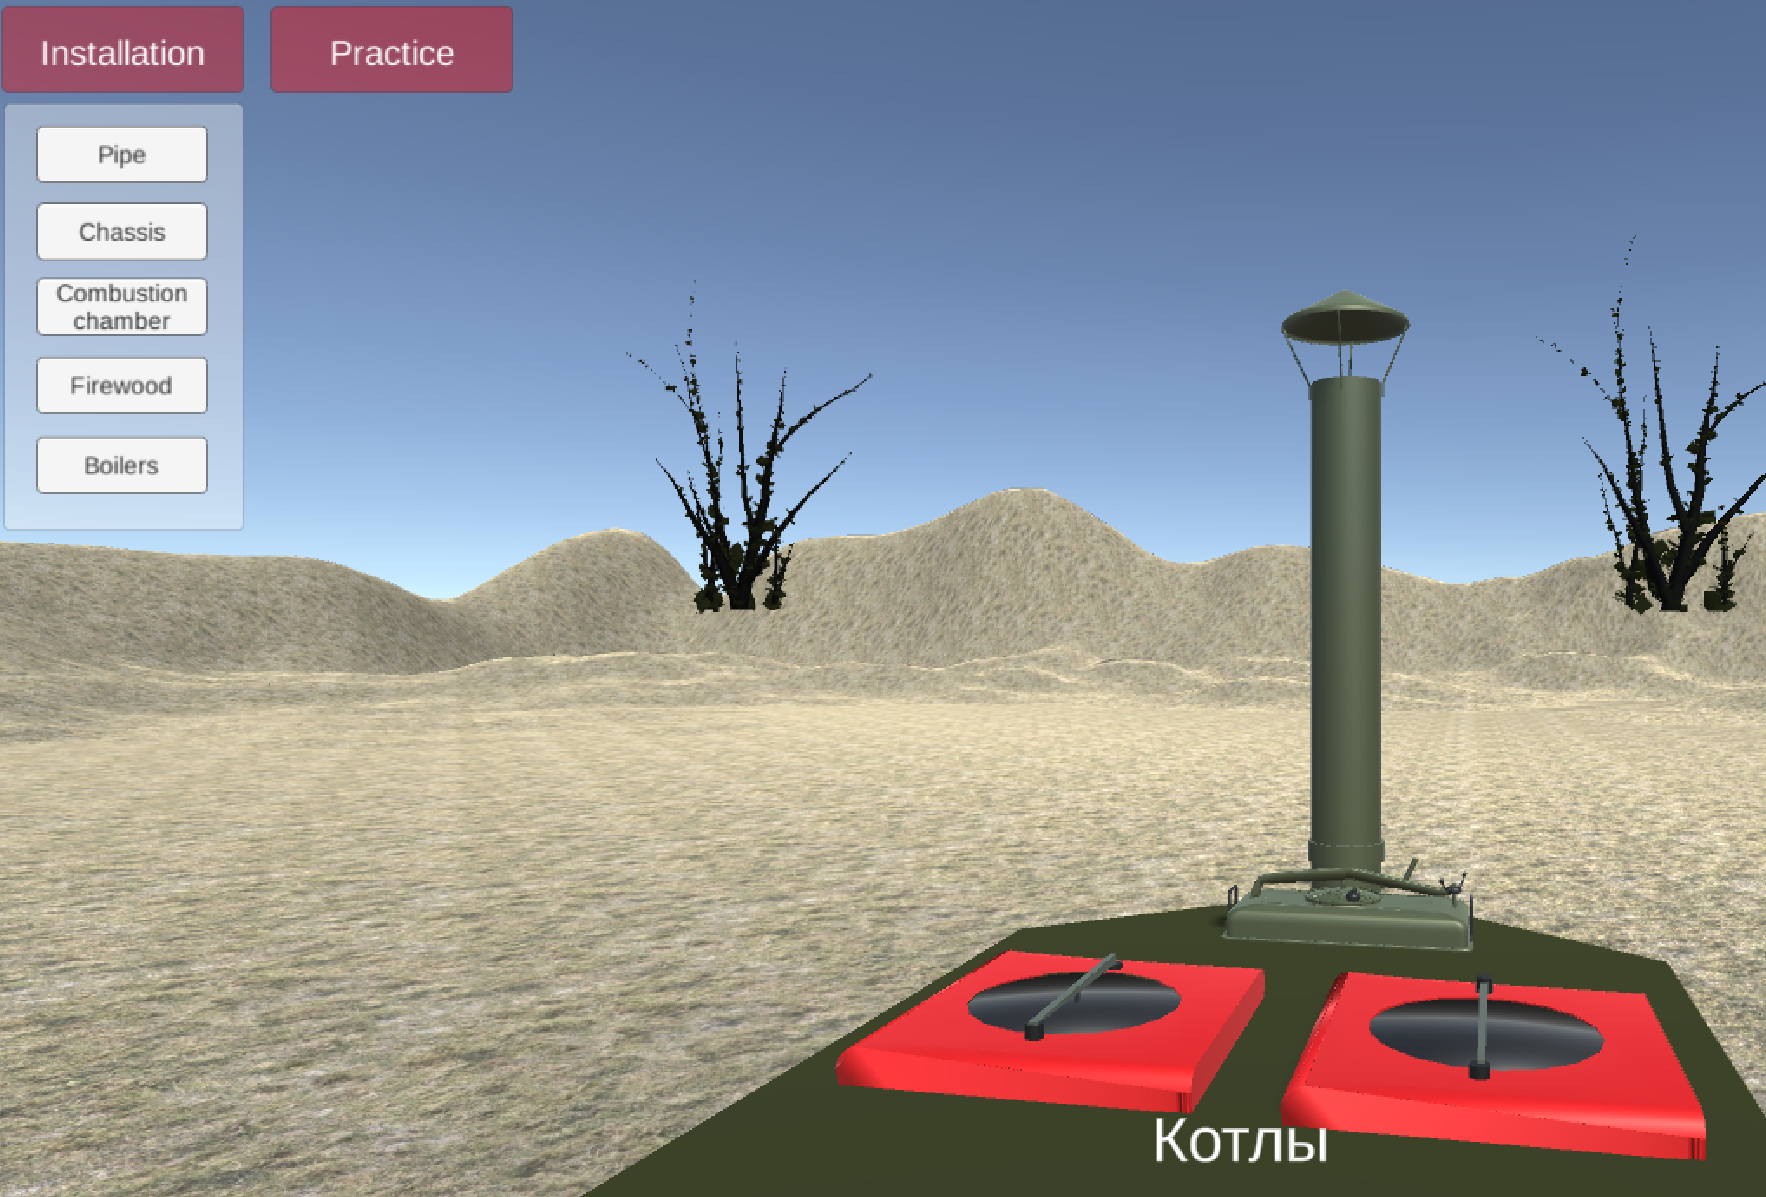 Installation
Practice
Pipe
Chassis
Combustion
chamber
Firewood
Boilers
Котлы